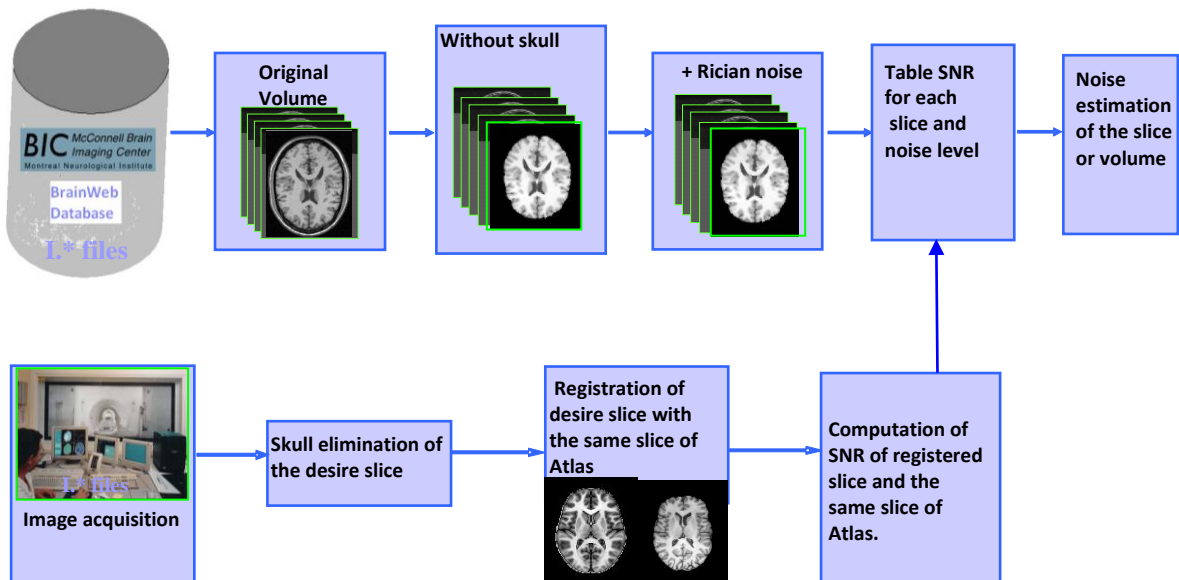 BIC McConnell Brain
Imaging Center
Montreal Neurological Institute
BrainWeb
Database
I.* files
Original
Volume
Without skull
+ Rician noise
Table SNR
for each
slice and
noise level
Noise
estimation
of the slice
or volume
I.* files
Image acquisition
Skull elimination of
the desire slice
Registration of
desire slice with
the same slice of
Atlas
Computation of
SNR of registered
slice and the
same slice of
Atlas.